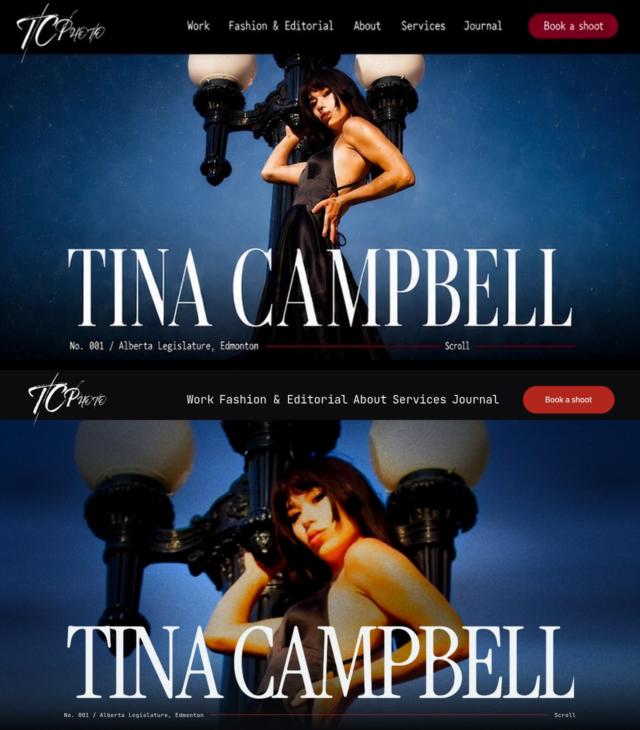 TCPhoto
Work Fashion & Editorial About Services Journal Book a shoot
TINA CAMPBELL
No. 001 / Alberta Legislature, Edmonton Scroll
TCPhoto
Work Fashion & Editorial About Services Journal Book a shoot
TINA CAMPBELL
No. 001 / Alberta Legislature, Edmonton Scroll